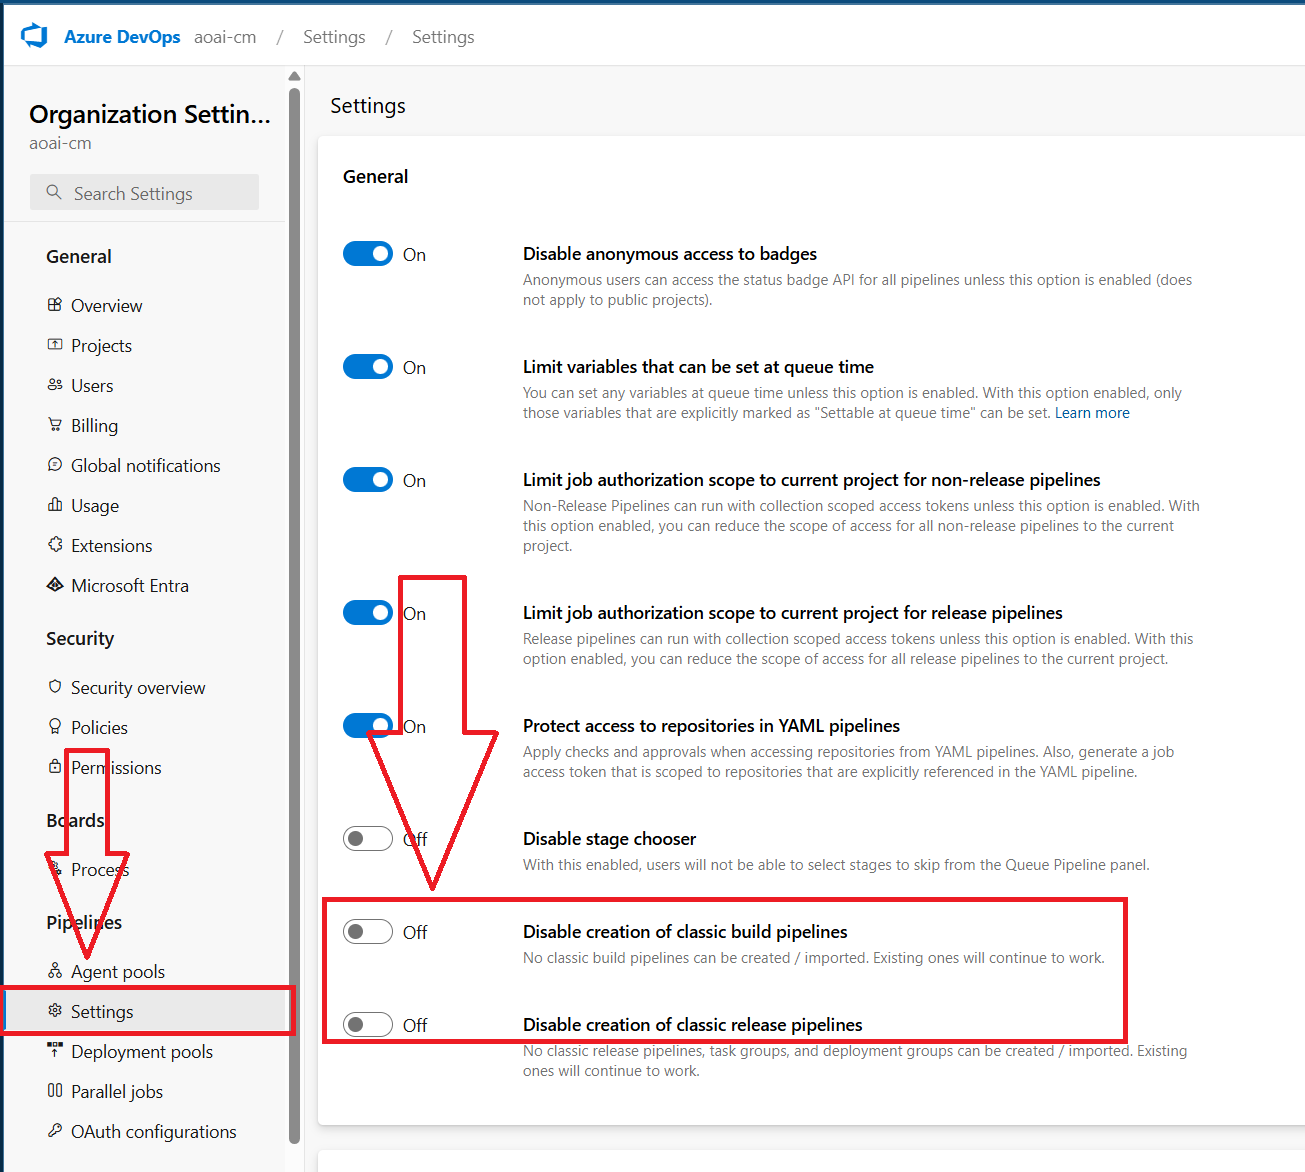 Azure DevOps aoai-cm / Settings / Settings
Organization Settin...
aoai-cm
Search Settings
General
Overview
Projects
Users
Billing
Global notifications
Usage
Extensions
Microsoft Entra
Security
Security overview
Policies
Permissions
Boards
Process
Pipelines
Agent pools
Settings
Deployment pools
Parallel jobs
OAuth configurations
Settings
General
On
Disable anonymous access to badges
Anonymous users can access the status badge API for all pipelines unless this option is enabled (does
not apply to public projects).
On
Limit variables that can be set at queue time
You can set any variables at queue time unless this option is enabled. With this option enabled, only
those variables that are explicitly marked as "Settable at queue time" can be set. Learn more
On
Limit job authorization scope to current project for non-release pipelines
Non-Release Pipelines can run with collection scoped access tokens unless this option is enabled. With
this option enabled, you can reduce the scope of access for all non-release pipelines to the current
project.
On
Limit job authorization scope to current project for release pipelines
Release pipelines can run with collection scoped access tokens unless this option is enabled. With this
option enabled, you can reduce the scope of access for all release pipelines to the current project.
On
Protect access to repositories in YAML pipelines
Apply checks and approvals when accessing repositories from YAML pipelines. Also, generate a job
access token that is scoped to repositories that are explicitly referenced in the YAML pipeline.
Off
Disable stage chooser
With this enabled, users will not be able to select stages to skip from the Queue Pipeline panel.
Off
Disable creation of classic build pipelines
No classic build pipelines can be created / imported. Existing ones will continue to work.
Off
Disable creation of classic release pipelines
No classic release pipelines, task groups, and deployment groups can be created / imported. Existing
ones will continue to work.